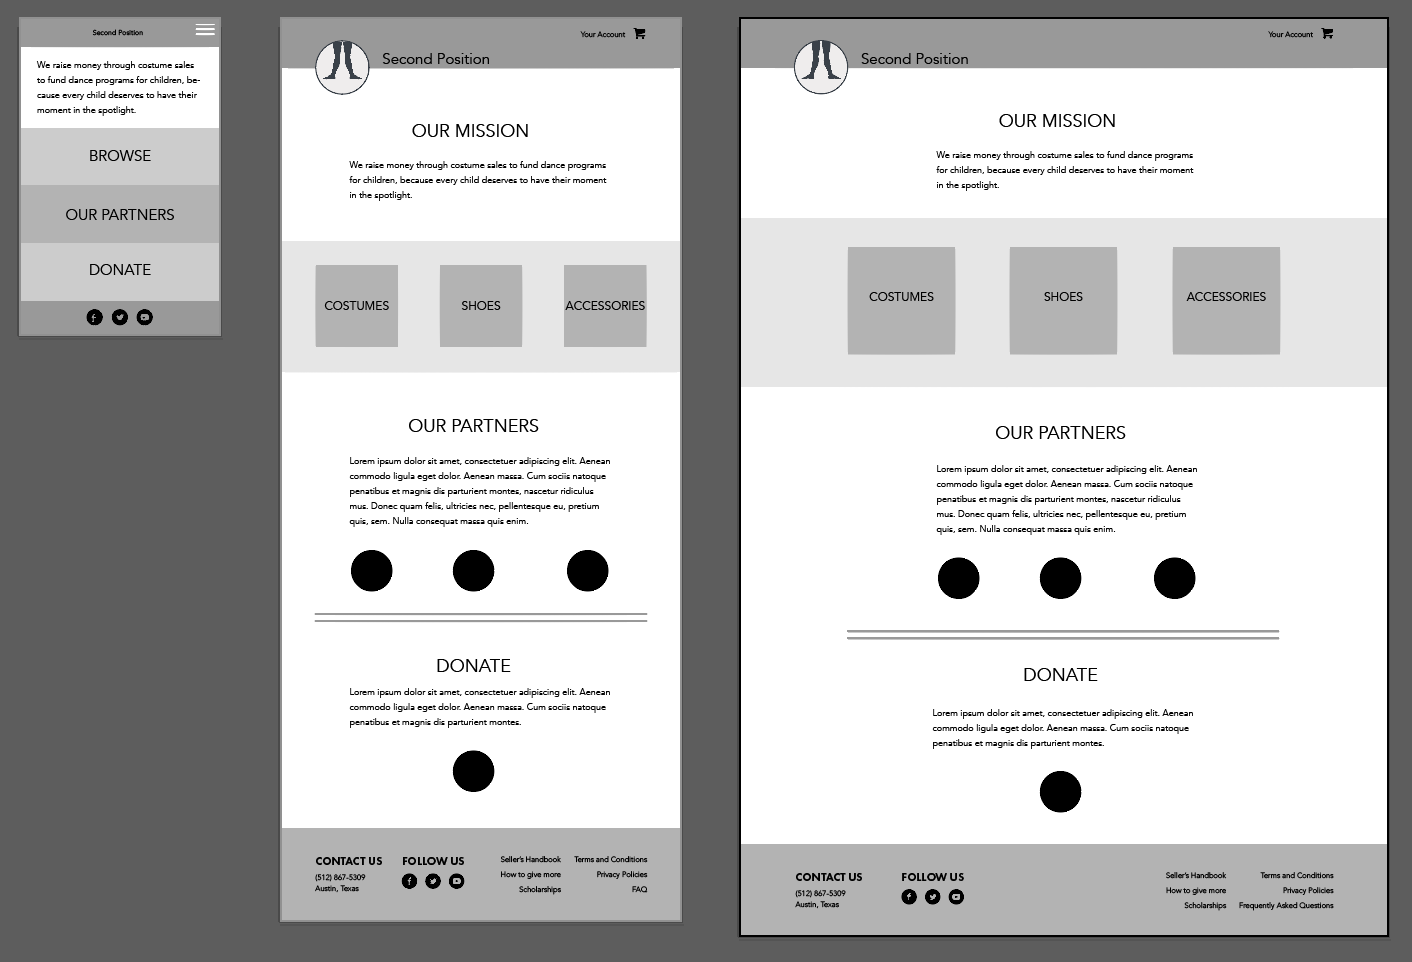 Second Position
We raise money through costume sales
to fund dance programs for children, be-
cause every child deserves to have their
moment in the spotlight.
BROWSE
OUR PARTNERS
DONATE
Your Account
Second Position
OUR MISSION
We raise money through costume sales to fund dance programs
for children, because every child deserves to have their moment
in the spotlight.
COSTUMES
SHOES
ACCESSORIES
OUR PARTNERS
Lorem ipsum dolor sit amet, consectetuer adipiscing elit. Aenean
commodo ligula eget dolor. Aenean massa. Cum sociis natoque
penatibus et magnis dis parturient montes, nascetur ridiculus
mus. Donec quam felis, ultricies nec, pellentesque eu, pretium
quis, sem. Nulla consequat massa quis enim.
DONATE
Lorem ipsum dolor sit amet, consectetuer adipiscing elit. Aenean
commodo ligula eget dolor. Aenean massa. Cum sociis natoque
penatibus et magnis dis parturient montes.
CONTACT US
(512) 867-5309
Austin, Texas
FOLLOW US
Seller's Handbook
How to give more
Scholarships
Terms and Conditions
Privacy Policies
FAQ
Your Account
Second Position
OUR MISSION
We raise money through costume sales to fund dance programs
for children, because every child deserves to have their moment
in the spotlight.
COSTUMES
SHOES
ACCESSORIES
OUR PARTNERS
Lorem ipsum dolor sit amet, consectetuer adipiscing elit. Aenean
commodo ligula eget dolor. Aenean massa. Cum sociis natoque
penatibus et magnis dis parturient montes, nascetur ridiculus
mus. Donec quam felis, ultricies nec, pellentesque eu, pretium
quis, sem. Nulla consequat massa quis enim.
DONATE
Lorem ipsum dolor sit amet, consectetuer adipiscing elit. Aenean
commodo ligula eget dolor. Aenean massa. Cum sociis natoque
penatibus et magnis dis parturient montes.
CONTACT US
(512) 867-5309
Austin, Texas
FOLLOW US
Seller's Handbook
How to give more
Scholarships
Terms and Conditions
Privacy Policies
Frequently Asked Questions